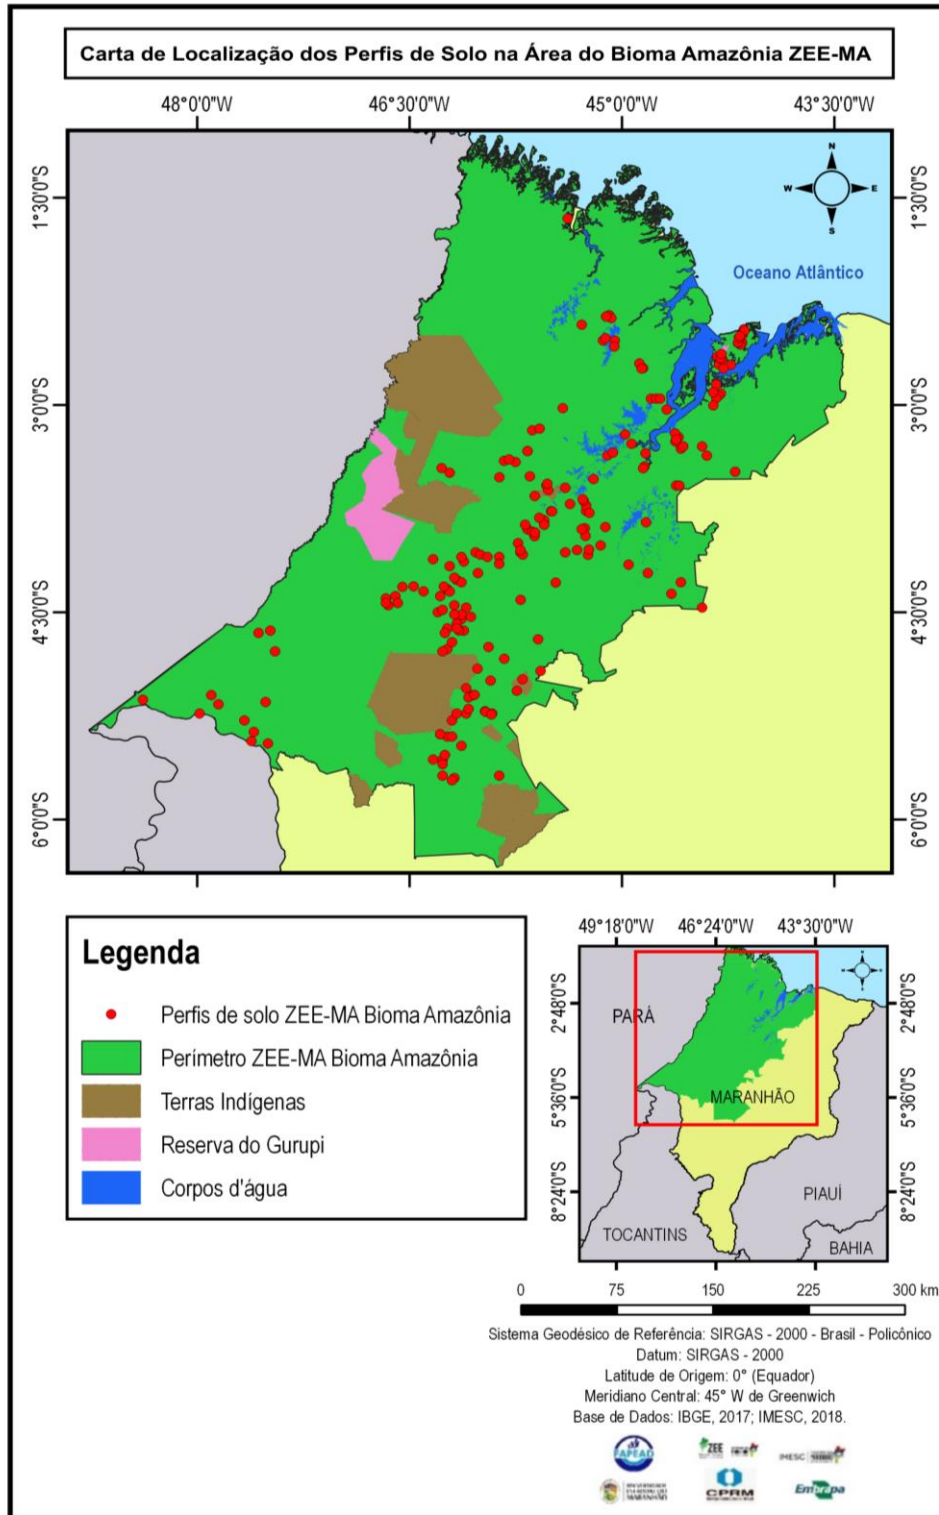 Carta de Localização dos Perfis de Solo na Área do Bioma Amazônia ZEE-MA
48°0'0"W 46°30'0"W 45°0'0"W 43°30'0"W
1°30'0"S 1°30'0"S
N
W E
S
Oceano Atlântico
3°0'0"S 3°0'0"S
4°30'0"S 4°30'0"S
6°0'0"S 6°0'0"S
Legenda
Perfis de solo ZEE-MA Bioma Amazônia
Perímetro ZEE-MA Bioma Amazônia
Terras Indígenas
Reserva do Gurupi
Corpos d'água
49°18'0"W 46°24'0"W 43°30'0"W
2°48'0"S 2°48'0"S
PARÁ
5°36'0"S 5°36'0"S
MARANHÃO
8°24'0"S 8°24'0"S
PIAUÍ
TOCANTINS
BAHIA
0 75 150 225 300 km
Sistema Geodésico de Referência: SIRGAS - 2000 - Brasil - Policônico
Datum: SIRGAS - 2000
Latitude de Origem: 0° (Equador)
Meridiano Central: 45° W de Greenwich
Base de Dados: IBGE, 2017; IMESC, 2018.
FAPEAD ZEE IMESC
MARANHÃO CPRM Embrapa